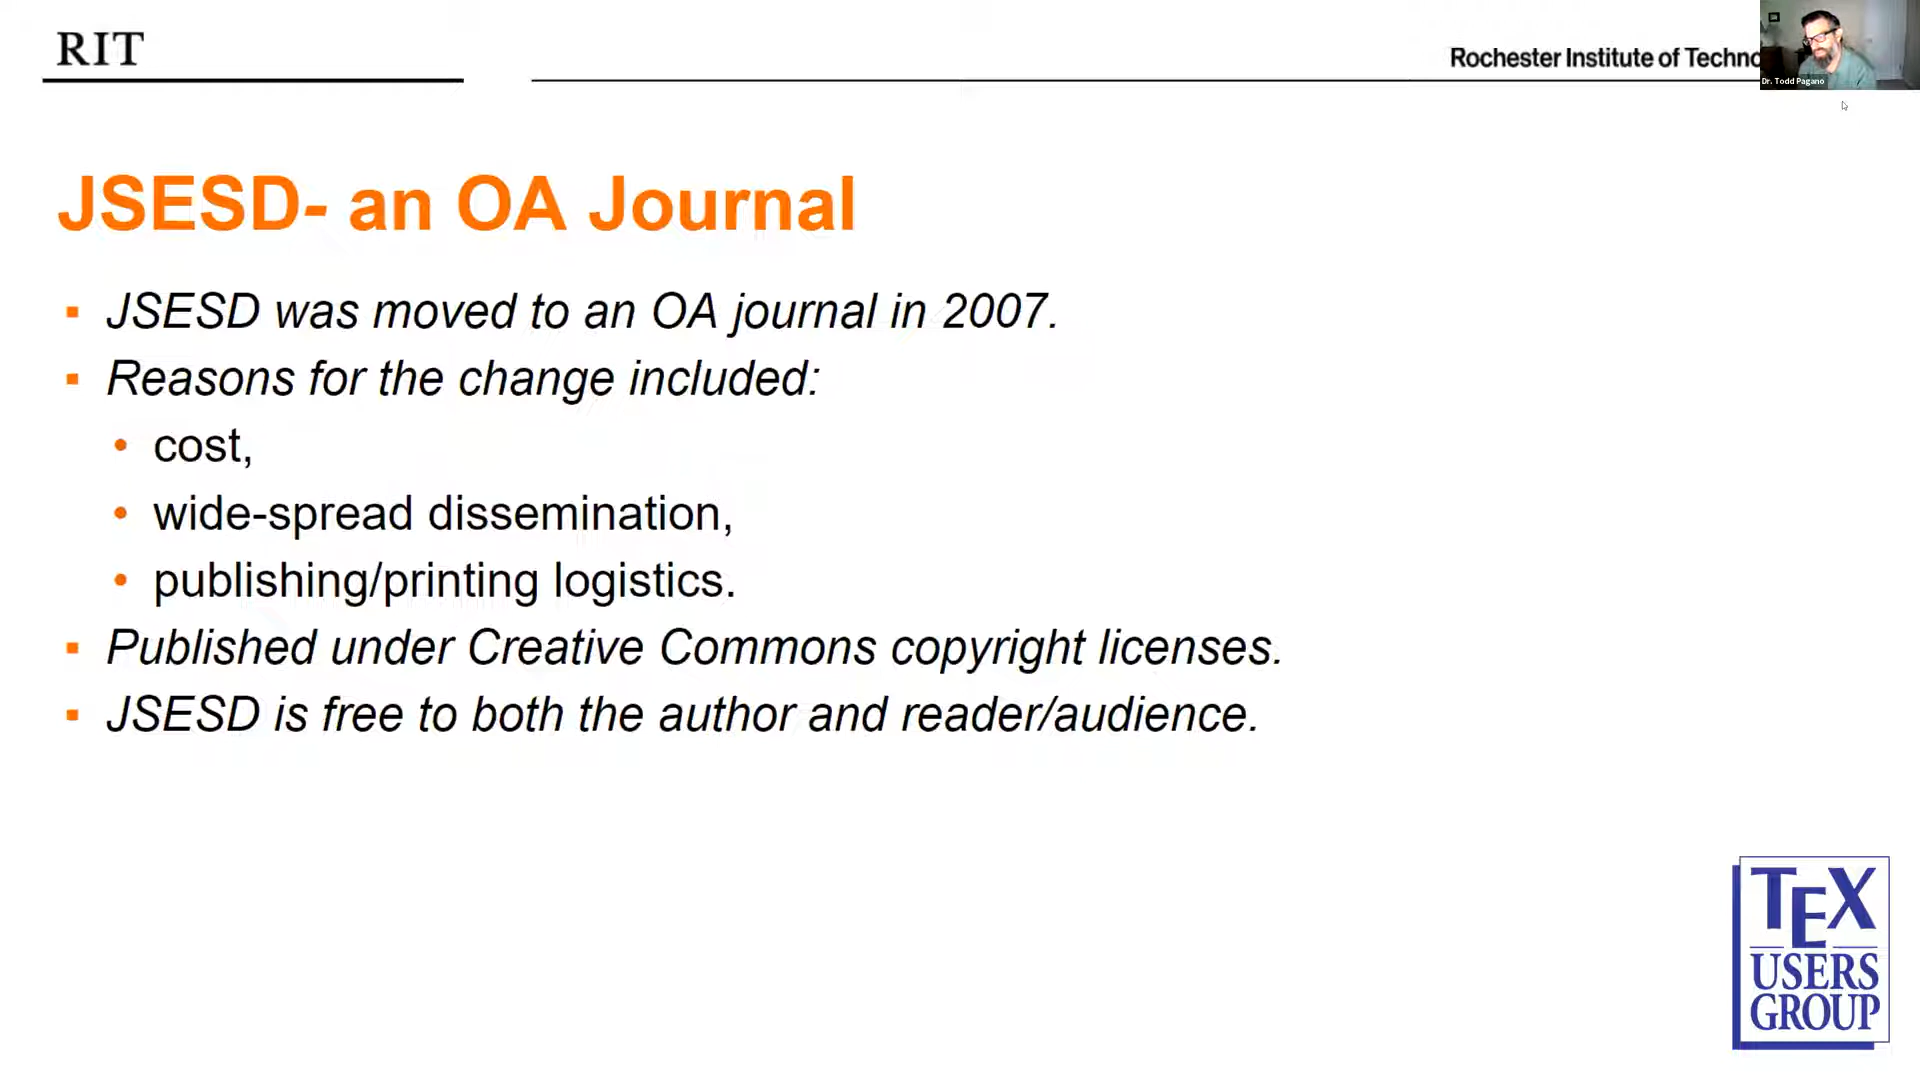 RIT
Rochester Institute of Techno
Dr. Todd Pagano
JSESD- an OA Journal
▪ JSESD was moved to an OA journal in 2007.
▪ Reasons for the change included:
• cost,
• wide-spread dissemination,
• publishing/printing logistics.
▪ Published under Creative Commons copyright licenses.
▪ JSESD is free to both the author and reader/audience.
TEX
USERS
GROUP